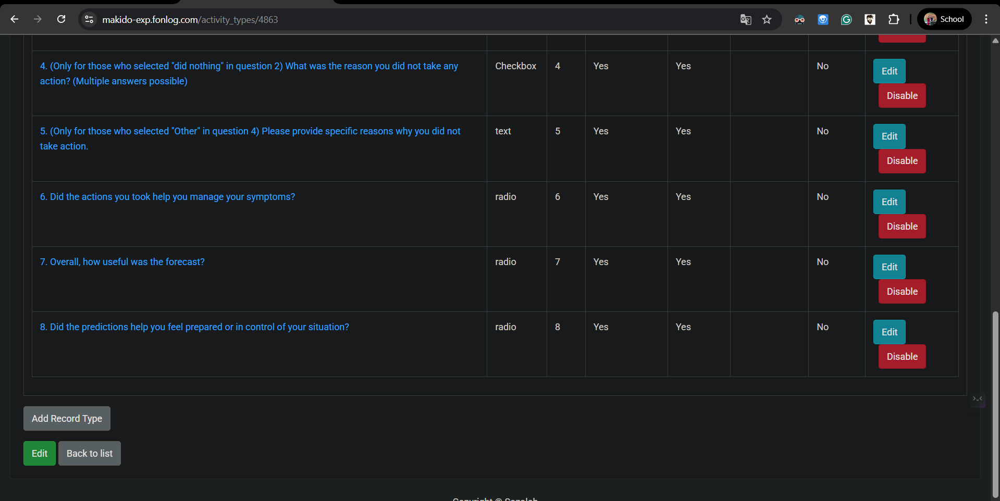 makido-exp.fonlog.com/activity_types/4863
School
4. (Only for those who selected "did nothing" in question 2) What was the reason you did not take any
action? (Multiple answers possible)
Checkbox
4
Yes
Yes
No
Edit
Disable
5. (Only for those who selected "Other" in question 4) Please provide specific reasons why you did not
take action.
text
5
Yes
Yes
No
Edit
Disable
6. Did the actions you took help you manage your symptoms?
radio
6
Yes
Yes
No
Edit
Disable
7. Overall, how useful was the forecast?
radio
7
Yes
Yes
No
Edit
Disable
8. Did the predictions help you feel prepared or in control of your situation?
radio
8
Yes
Yes
No
Edit
Disable
Add Record Type
Edit
Back to list
Copyright © Sozolab